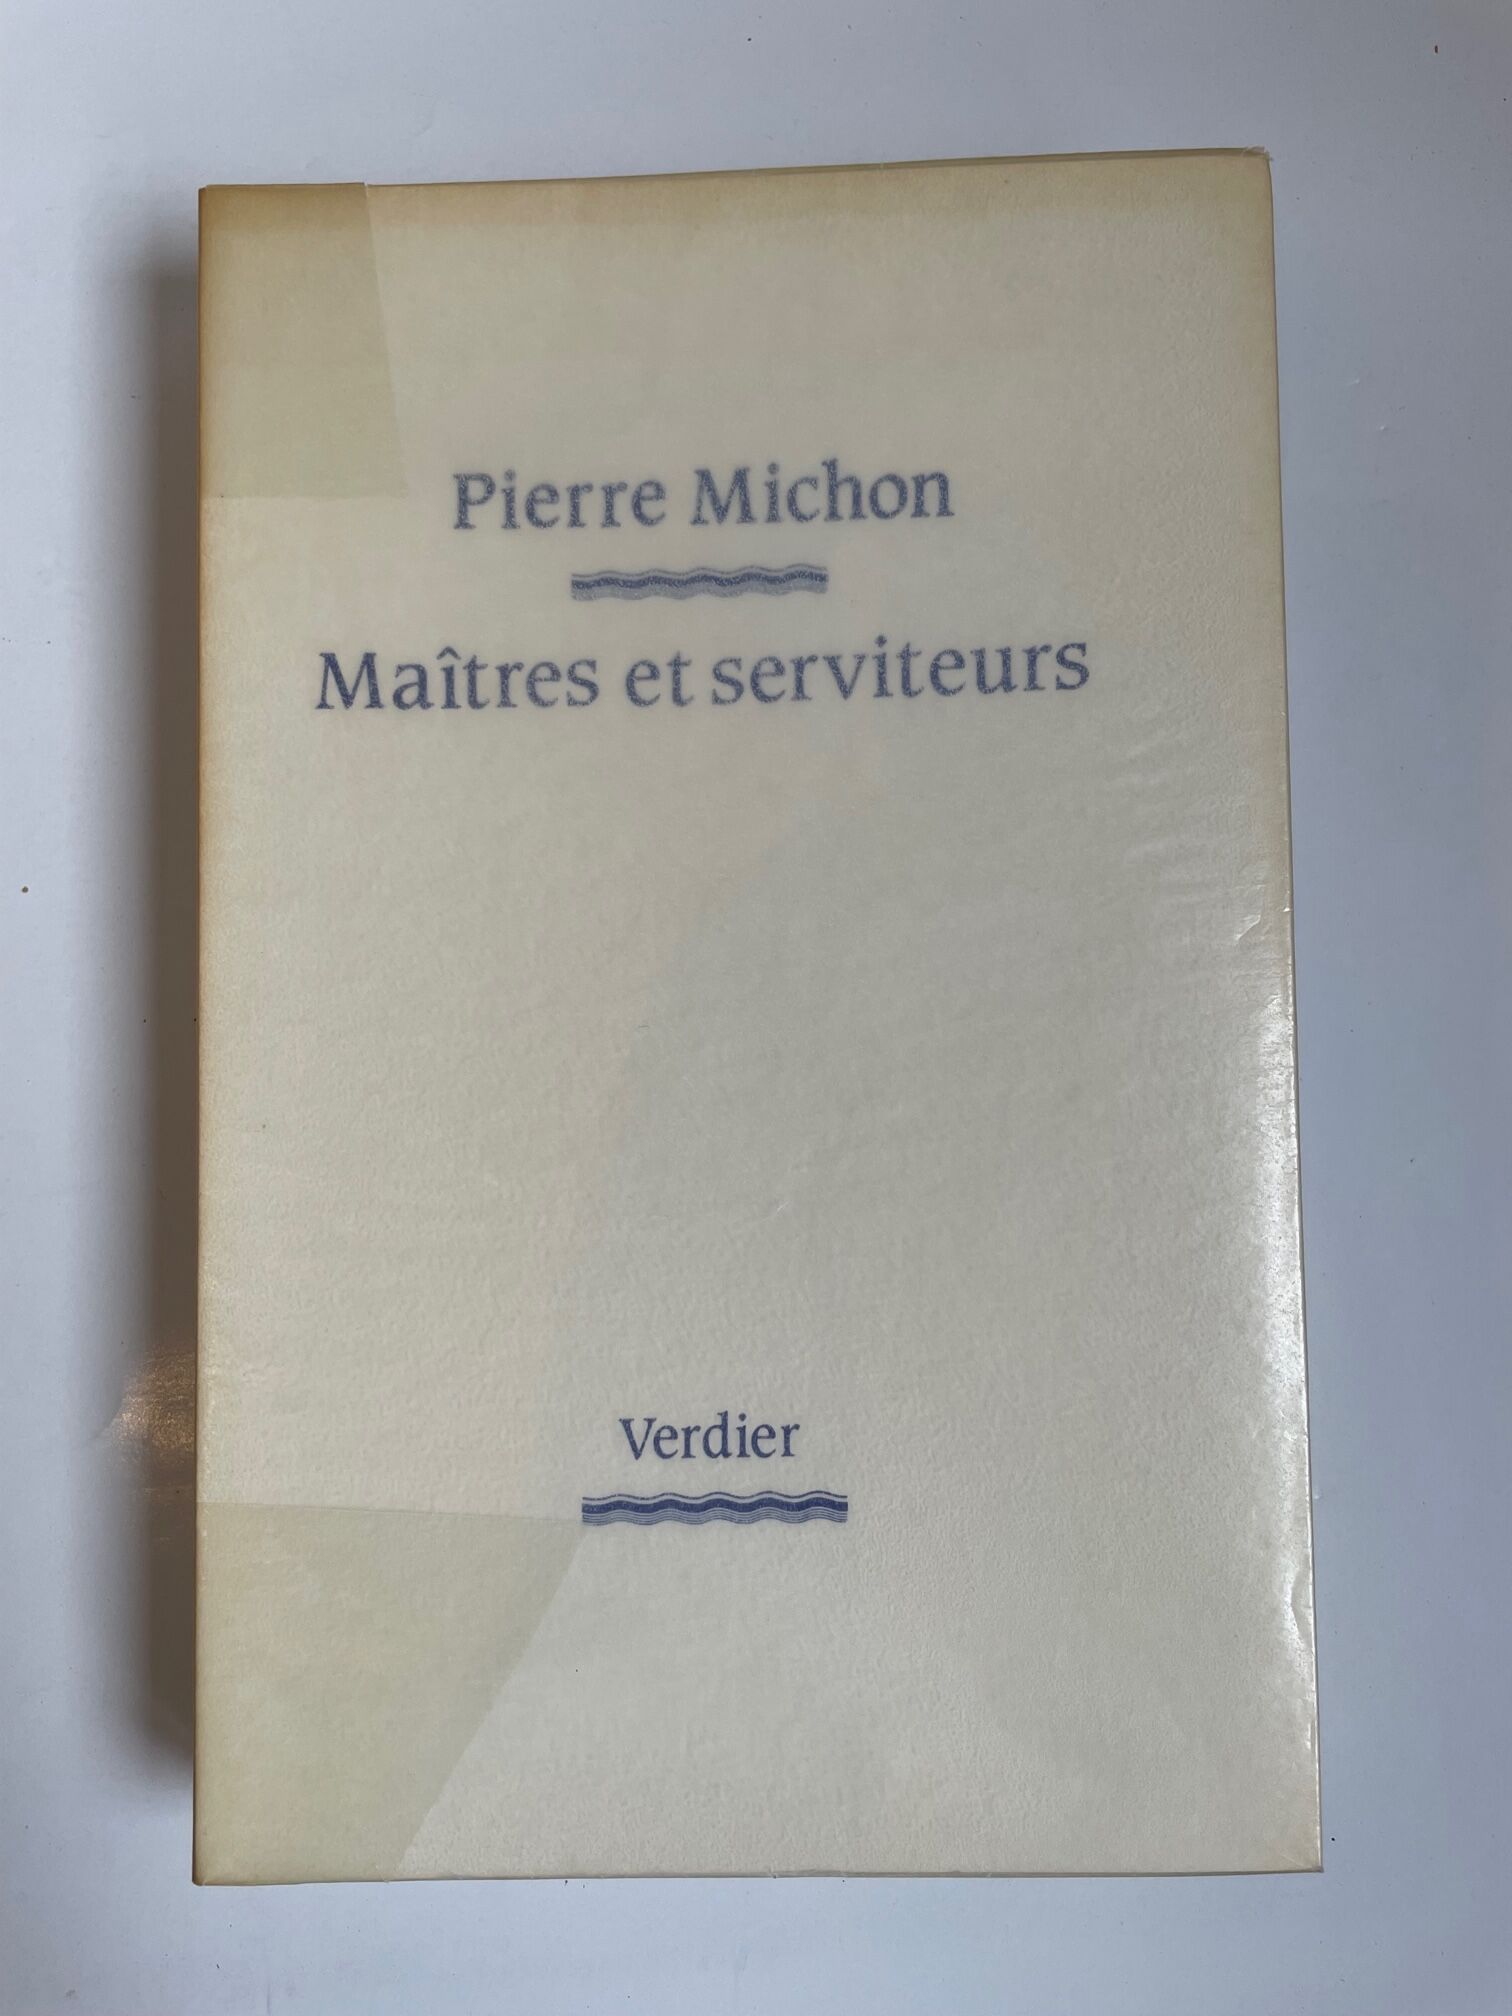 Pierre Michon
Maîtres et serviteurs
Verdier